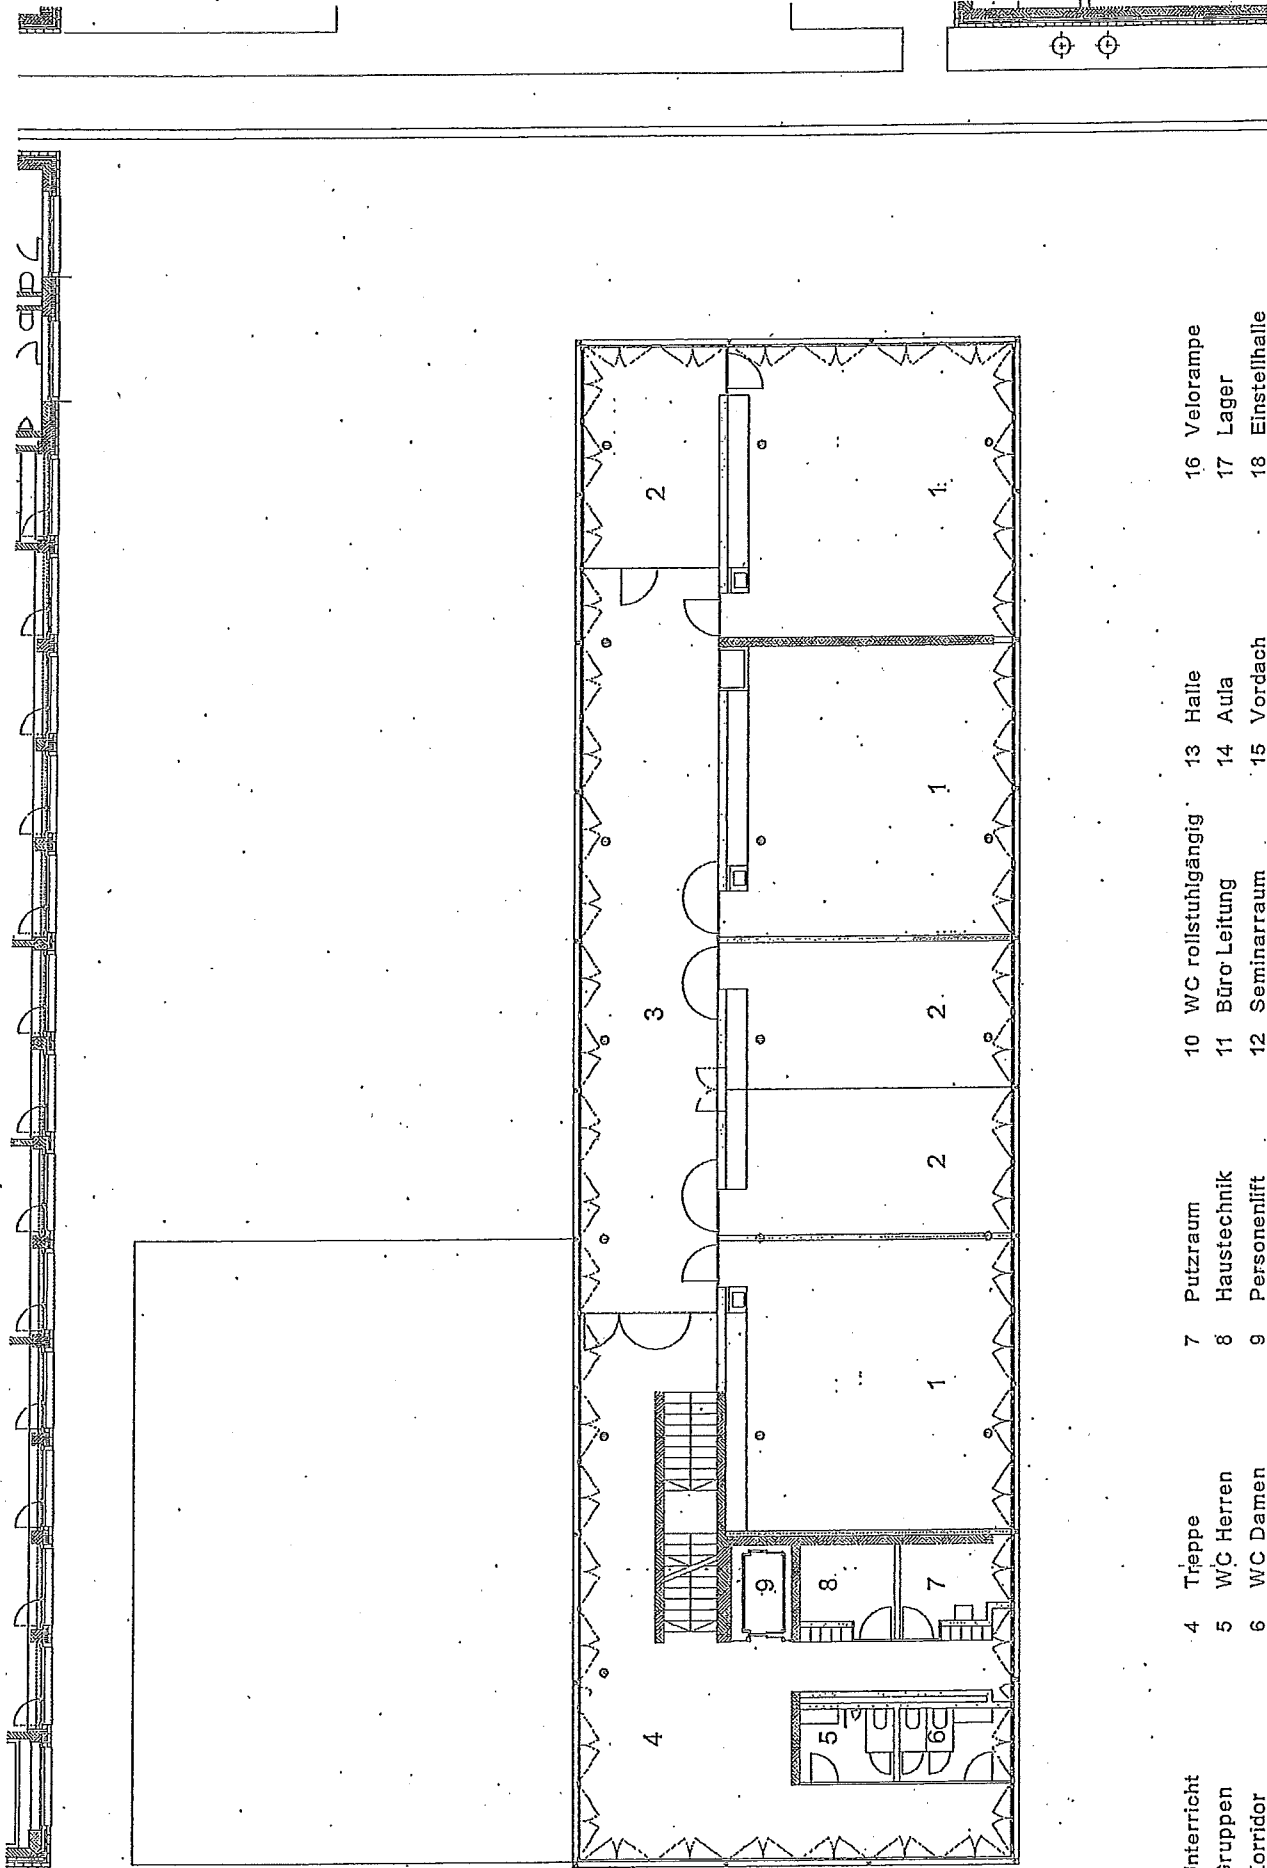 4 3 2
9
5 8
6 7 1 2 2 1 1
nterricht 4 Treppe 7 Putzraum 10 WC rollstuhlgängig 13 Halle 16 Velorampe
Gruppen 5 WC Herren 8 Haustechnik 11 Büro Leitung 14 Aula 17 Lager
Korridor 6 WC Damen 9 Personenlift 12 Seminarraum 15 Vordach 18 Einstellhalle